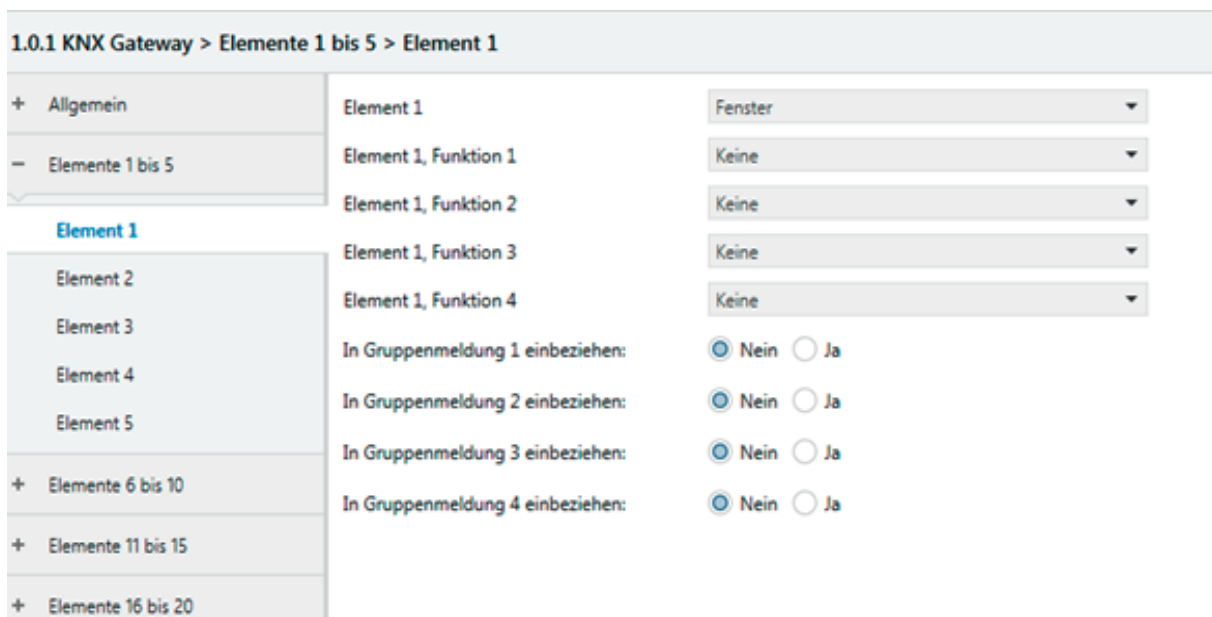 1.0.1 KNX Gateway > Elemente 1 bis 5 > Element 1
+ Allgemein
− Elemente 1 bis 5
Element 1
Element 2
Element 3
Element 4
Element 5
+ Elemente 6 bis 10
+ Elemente 11 bis 15
+ Elemente 16 bis 20
Element 1 Fenster
Element 1, Funktion 1 Keine
Element 1, Funktion 2 Keine
Element 1, Funktion 3 Keine
Element 1, Funktion 4 Keine
In Gruppenmeldung 1 einbeziehen: Nein Ja
In Gruppenmeldung 2 einbeziehen: Nein Ja
In Gruppenmeldung 3 einbeziehen: Nein Ja
In Gruppenmeldung 4 einbeziehen: Nein Ja